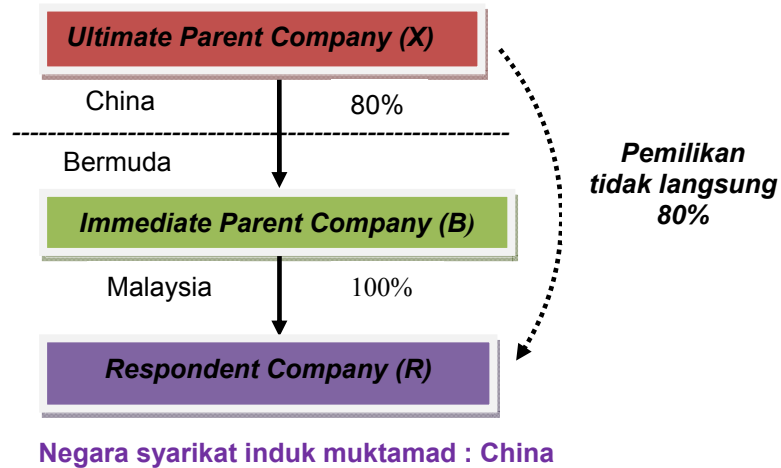 Ultimate Parent Company (X)
China 80%
Bermuda
Pemilikan
tidak langsung
80%
Immediate Parent Company (B)
Malaysia 100%
Respondent Company (R)
Negara syarikat induk muktamad : China